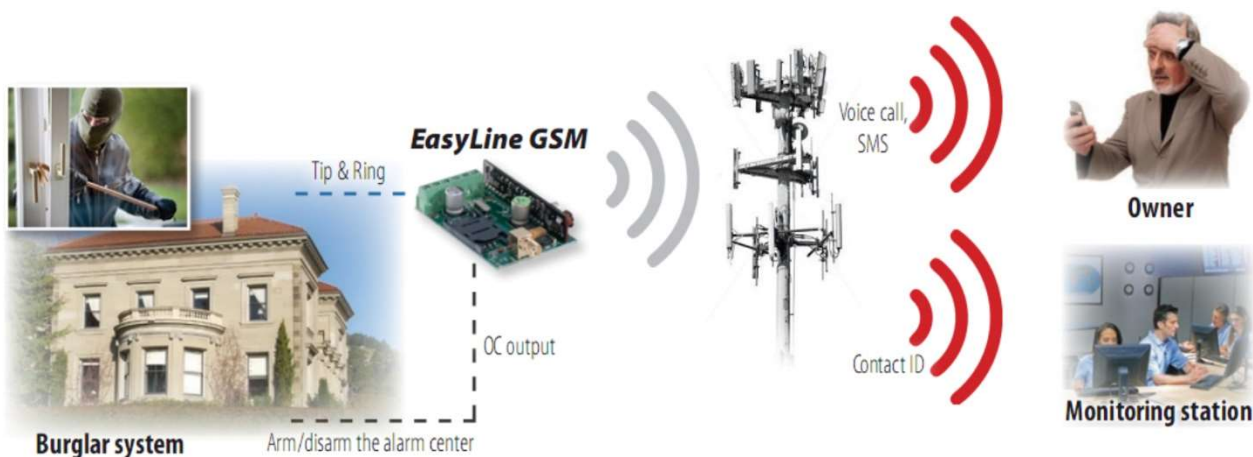 EasyLine GSM
Tip & Ring
Voice call,
SMS
Owner
OC output
Contact ID
Burglar system
Arm/disarm the alarm center
Monitoring station